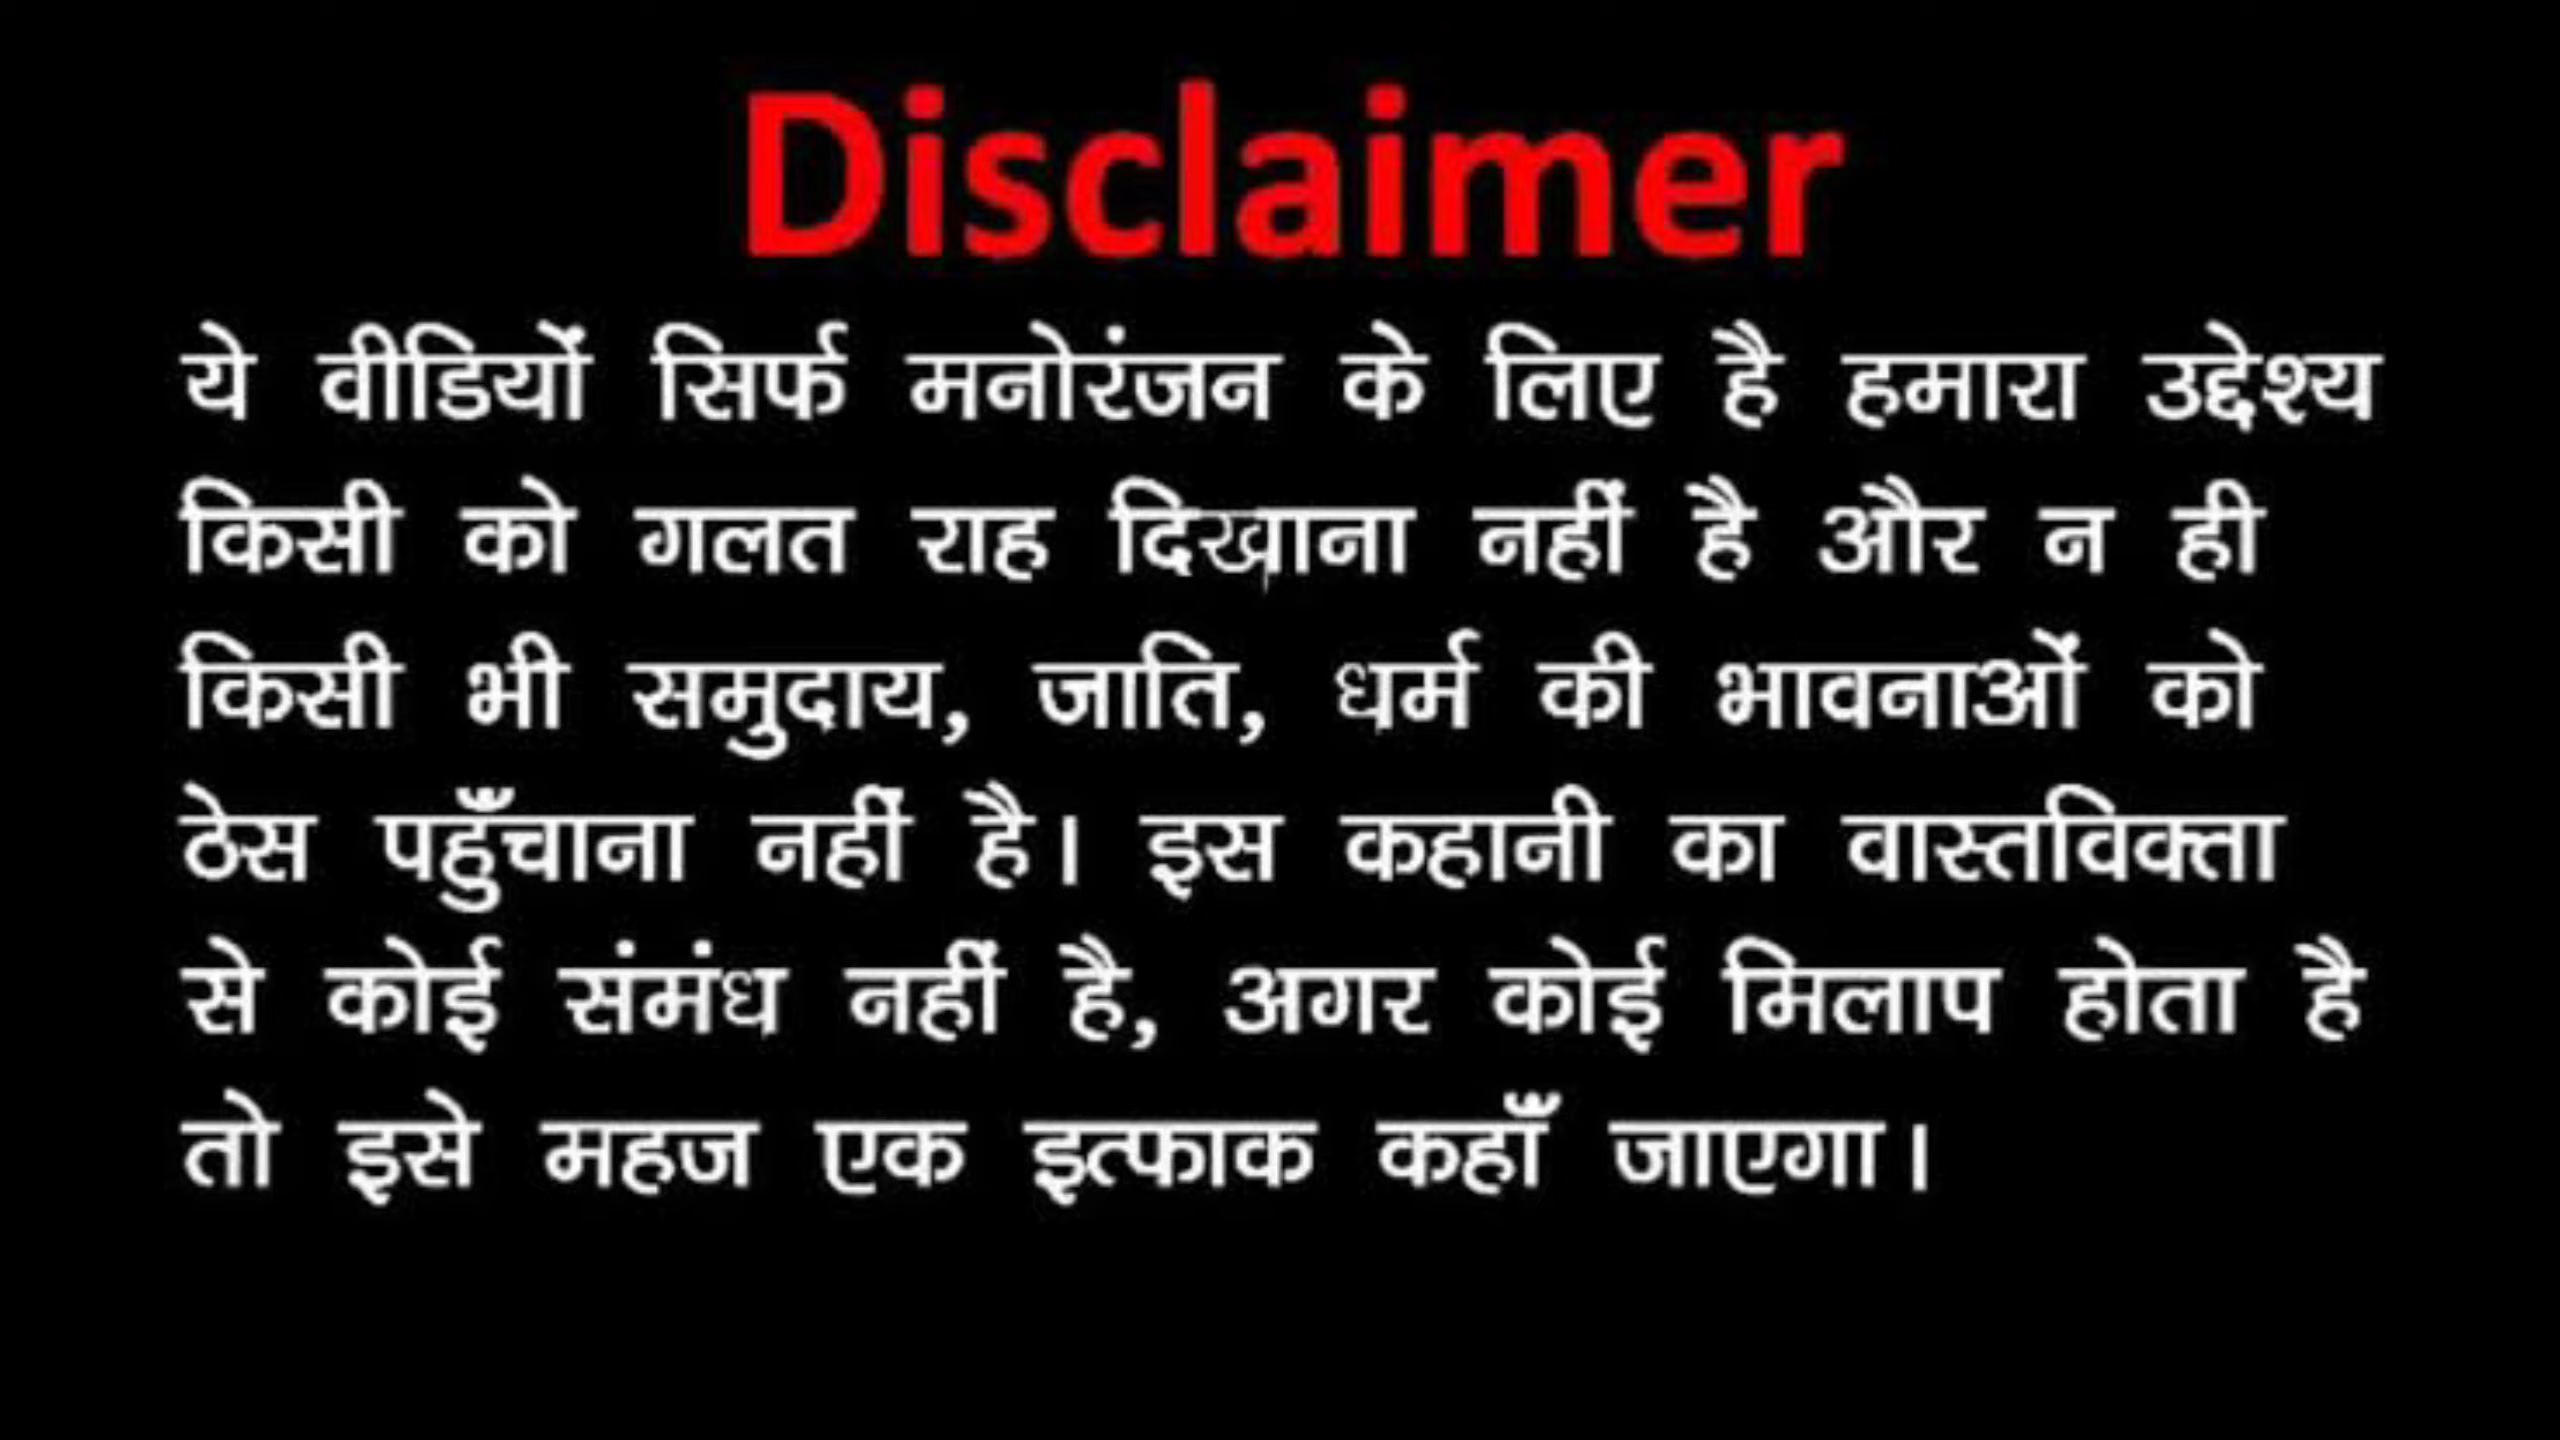 Disclaimer
ये वीडियों सिर्फ मनोरंजन के लिए है हमारा उद्देश्य
किसी को गलत राह दिखाना नहीं है और न ही
किसी भी समुदाय, जाति, धर्म की भावनाओं को
ठेस पहुँचाना नहीं है। इस कहानी का वास्तविक्ता
से कोई संमंध नहीं है, अगर कोई मिलाप होता है
तो इसे महज एक इत्फाक कहाँ जाएगा।